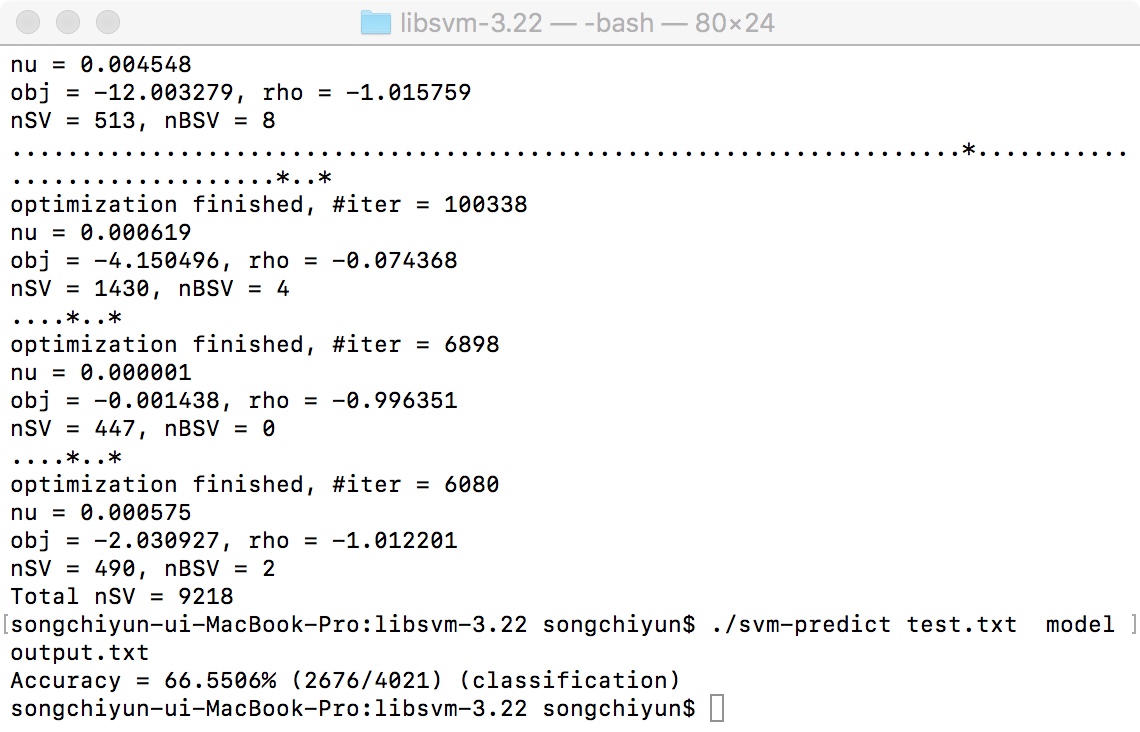 libsvm-3.22 — -bash — 80×24
nu = 0.004548
obj = -12.003279, rho = -1.015759
nSV = 513, nBSV = 8
....................................................................*...........
...................*..*
optimization finished, #iter = 100338
nu = 0.000619
obj = -4.150496, rho = -0.074368
nSV = 1430, nBSV = 4
....*..*
optimization finished, #iter = 6898
nu = 0.000001
obj = -0.001438, rho = -0.996351
nSV = 447, nBSV = 0
....*..*
optimization finished, #iter = 6080
nu = 0.000575
obj = -2.030927, rho = -1.012201
nSV = 490, nBSV = 2
Total nSV = 9218
[songchiyun-ui-MacBook-Pro:libsvm-3.22 songchiyun$ ./svm-predict test.txt  model ]
output.txt
Accuracy = 66.5506% (2676/4021) (classification)
songchiyun-ui-MacBook-Pro:libsvm-3.22 songchiyun$